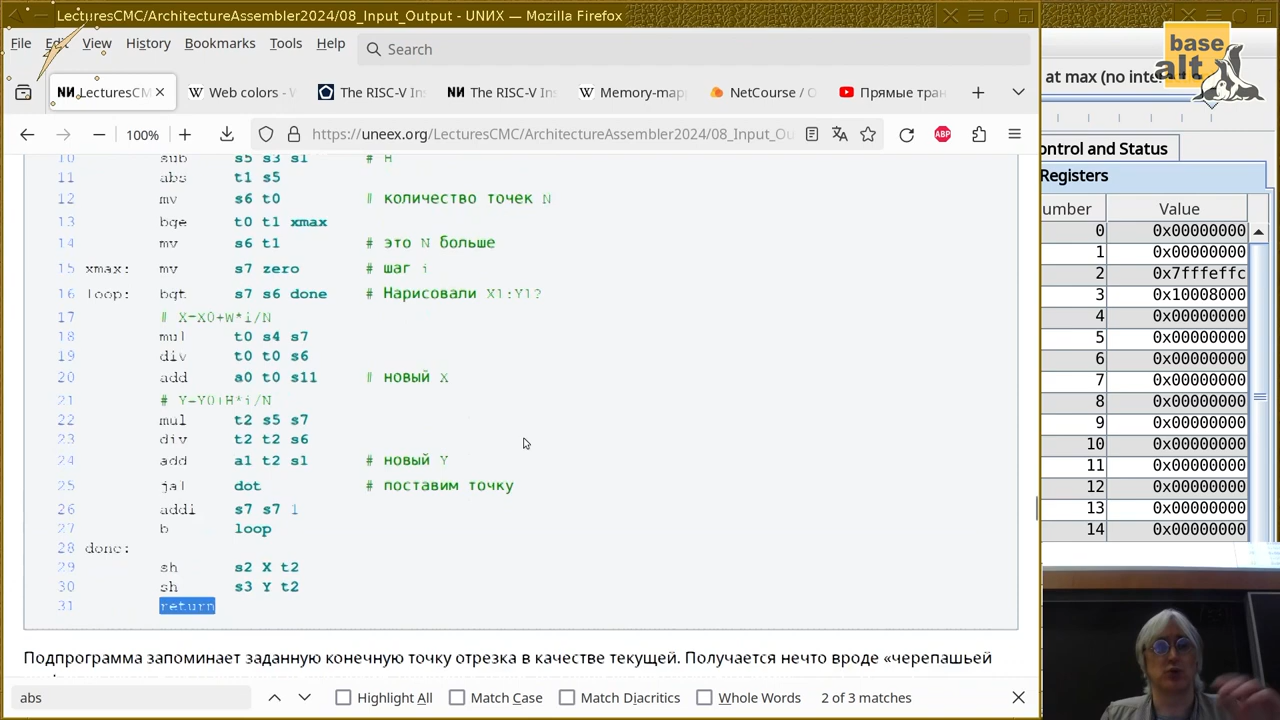 LecturesCMC/ArchitectureAssembler2024/08_Input_Output - UNИX — Mozilla Firefox
File Edit View History Bookmarks Tools Help
Search
base
alt
at max (no
LecturesCM
Web colors - W
The RISC-V Ins
The RISC-V Ins
Memory-map
NetCourse / O
Прямые тран
100%
https://uneex.org/LecturesCMC/ArchitectureAssembler2024/08_Input_Ou
ABP
ontrol and Status
Registers
umber Value
0 0x00000000
1 0x00000000
2 0x7fffeffc
3 0x10008000
4 0x00000000
5 0x00000000
6 0x00000000
7 0x00000000
8 0x00000000
9 0x00000000
10 0x00000000
11 0x00000000
12 0x00000000
13 0x00000000
14 0x00000000
10 sub s5 s3 s1 # H
11 abs t1 s5
12 mv s6 t0 # количество точек N
13 bge t0 t1 xmax
14 mv s6 t1 # это N больше
15 xmax: mv s7 zero # шаг i
16 loop: bgt s7 s6 done # Нарисовали X1:Y1?
17 # X=X0+W*i/N
18 mul t0 s4 s7
19 div t0 t0 s6
20 add a0 t0 s11 # новый X
21 # Y=Y0+H*i/N
22 mul t2 s5 s7
23 div t2 t2 s6
24 add a1 t2 s1 # новый Y
25 jal dot # поставим точку
26 addi s7 s7 1
27 b loop
28 done:
29 sh s2 X t2
30 sh s3 Y t2
31 return
Подпрограмма запоминает заданную конечную точку отрезка в качестве текущей. Получается нечто вроде «черепашьей
abs
Highlight All Match Case Match Diacritics Whole Words 2 of 3 matches